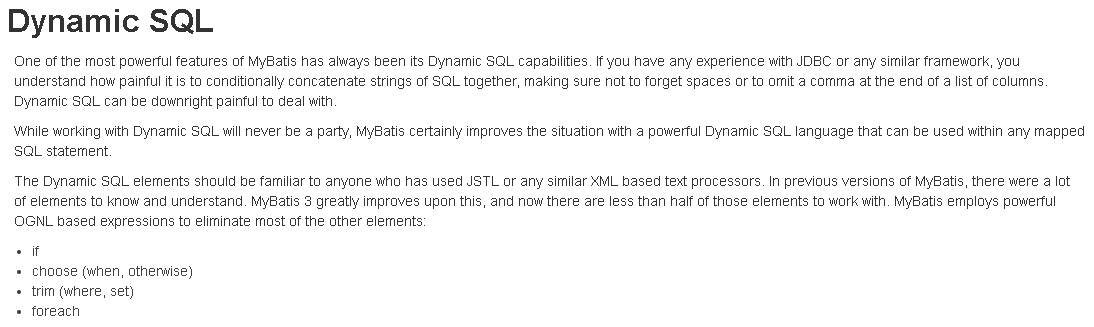 Dynamic SQL
One of the most powerful features of MyBatis has always been its Dynamic SQL capabilities. If you have any experience with JDBC or any similar framework, you
understand how painful it is to conditionally concatenate strings of SQL together, making sure not to forget spaces or to omit a comma at the end of a list of columns.
Dynamic SQL can be downright painful to deal with.
While working with Dynamic SQL will never be a party, MyBatis certainly improves the situation with a powerful Dynamic SQL language that can be used within any mapped
SQL statement.
The Dynamic SQL elements should be familiar to anyone who has used JSTL or any similar XML based text processors. In previous versions of MyBatis, there were a lot
of elements to know and understand. MyBatis 3 greatly improves upon this, and now there are less than half of those elements to work with. MyBatis employs powerful
OGNL based expressions to eliminate most of the other elements:
• if
• choose (when, otherwise)
• trim (where, set)
• foreach